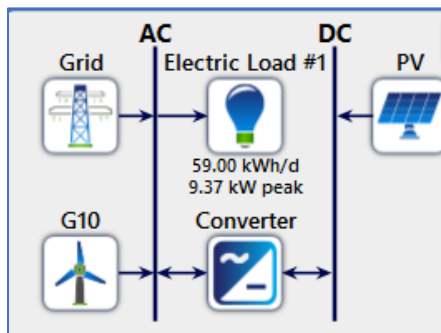 AC
DC
Grid
Electric Load #1
PV
59.00 kWh/d
9.37 kW peak
G10
Converter